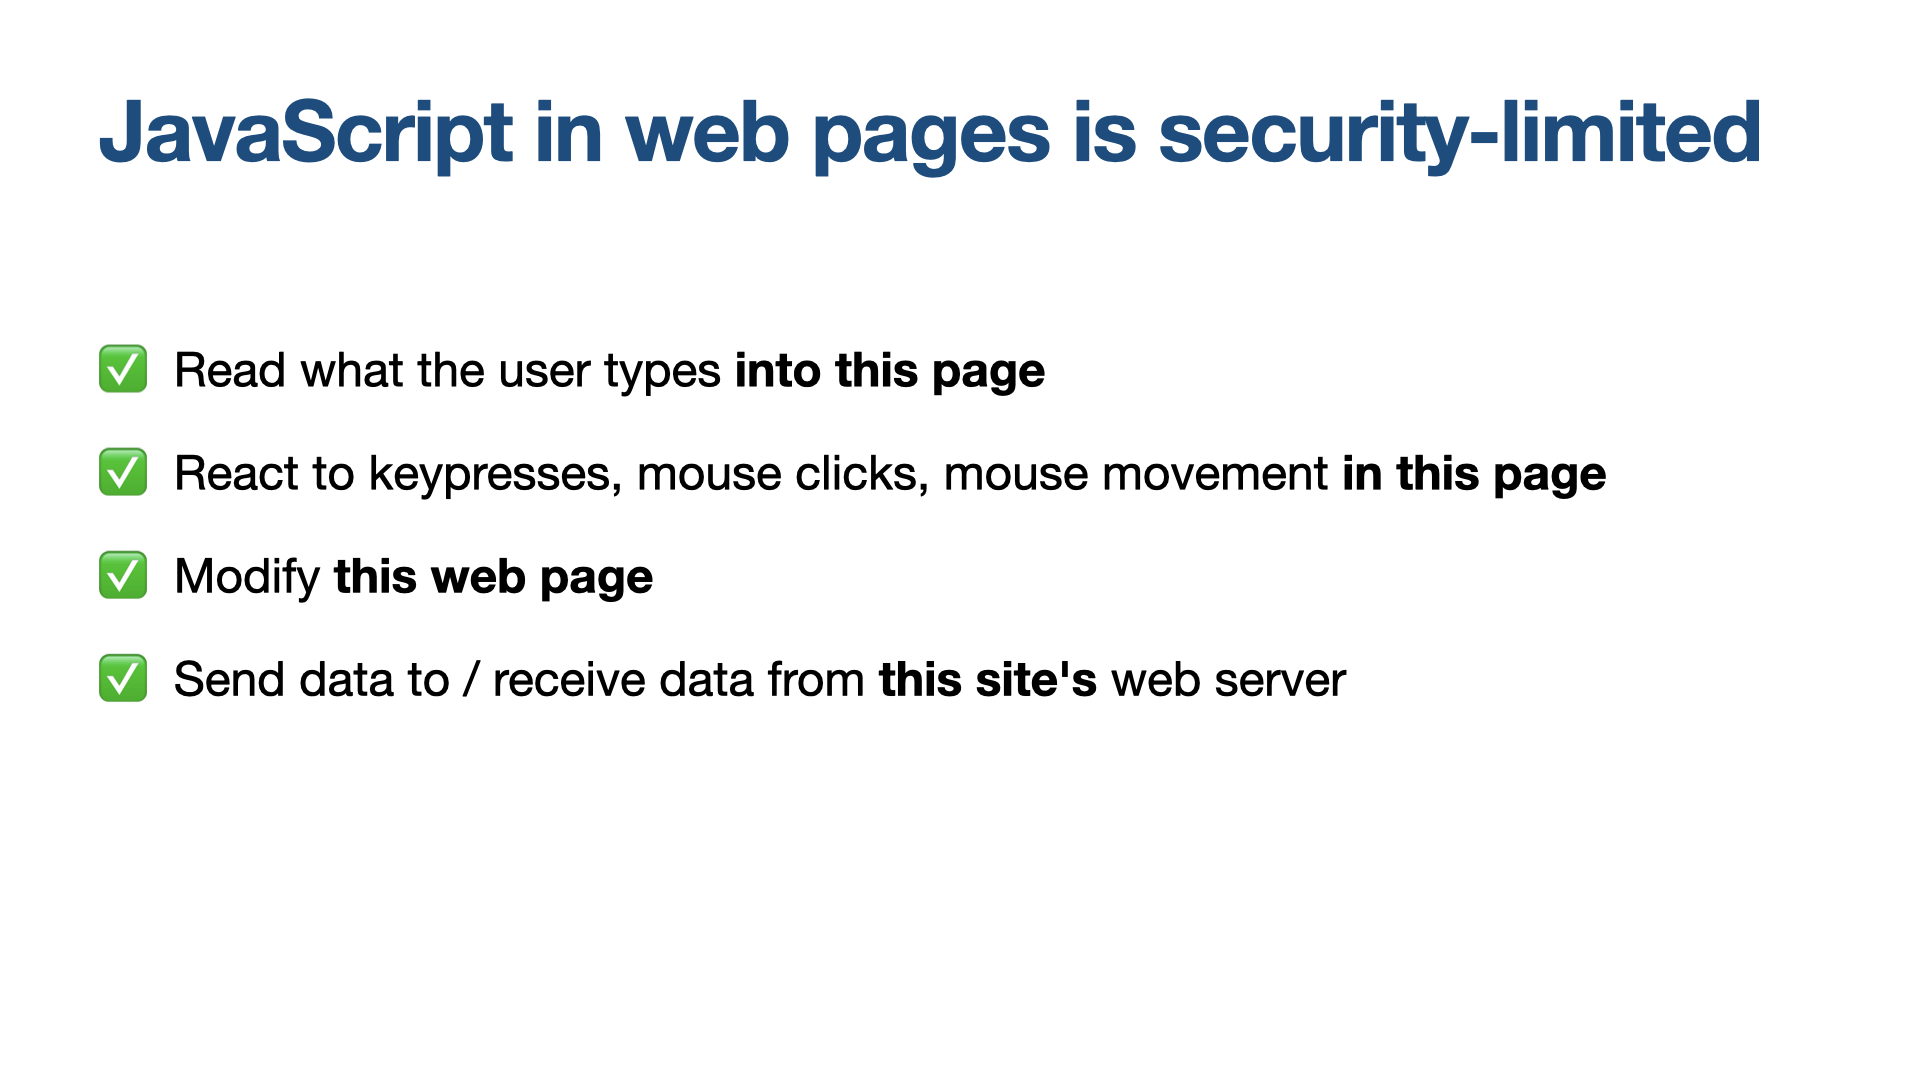 JavaScript in web pages is security-limited
✅ Read what the user types into this page
✅ React to keypresses, mouse clicks, mouse movement in this page
✅ Modify this web page
✅ Send data to / receive data from this site's web server